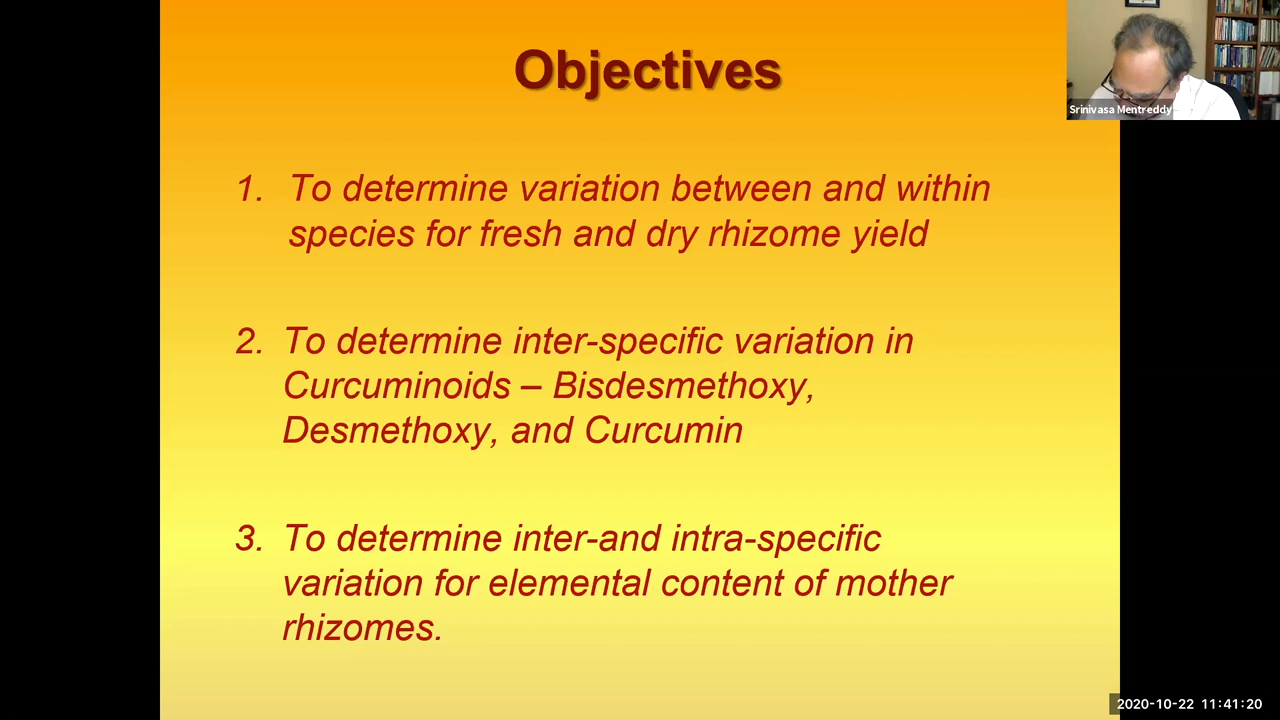 Objectives
Srinivasa Mentreddy
1. To determine variation between and within
species for fresh and dry rhizome yield
2. To determine inter-specific variation in
Curcuminoids – Bisdesmethoxy,
Desmethoxy, and Curcumin
3. To determine inter-and intra-specific
variation for elemental content of mother
rhizomes.
2020-10-22 11:41:20